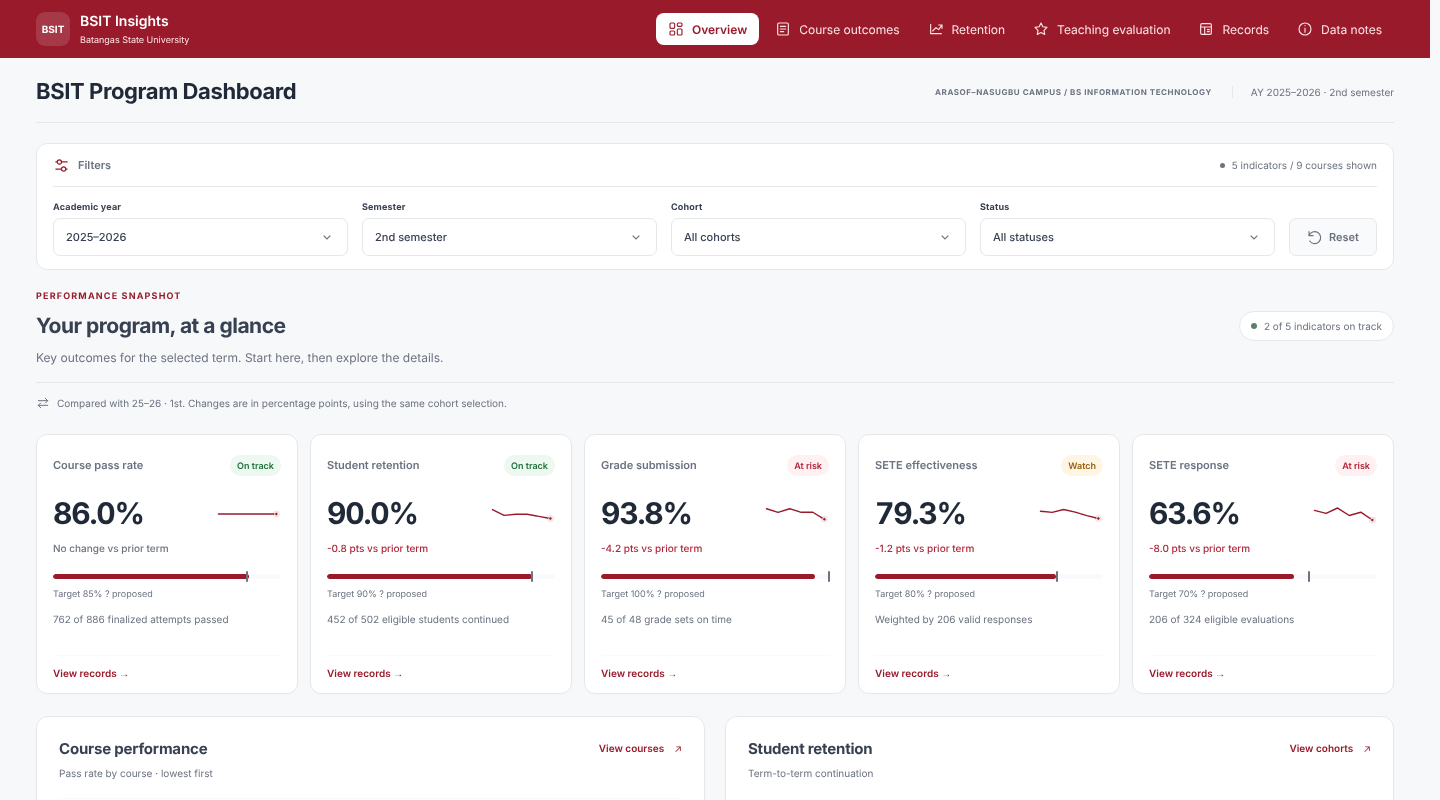 BSIT
BSIT Insights
Batangas State University
Overview
Course outcomes
Retention
Teaching evaluation
Records
Data notes
BSIT Program Dashboard
ARASOF–NASUGBU CAMPUS / BS INFORMATION TECHNOLOGY
AY 2025–2026 · 2nd semester
Filters
5 indicators / 9 courses shown
Academic year
2025–2026
Semester
2nd semester
Cohort
All cohorts
Status
All statuses
Reset
PERFORMANCE SNAPSHOT
Your program, at a glance
2 of 5 indicators on track
Key outcomes for the selected term. Start here, then explore the details.
Compared with 25–26 · 1st. Changes are in percentage points, using the same cohort selection.
Course pass rate
On track
86.0%
No change vs prior term
Target 85% ? proposed
762 of 886 finalized attempts passed
View records →
Student retention
On track
90.0%
-0.8 pts vs prior term
Target 90% ? proposed
452 of 502 eligible students continued
View records →
Grade submission
At risk
93.8%
-4.2 pts vs prior term
Target 100% ? proposed
45 of 48 grade sets on time
View records →
SETE effectiveness
Watch
79.3%
-1.2 pts vs prior term
Target 80% ? proposed
Weighted by 206 valid responses
View records →
SETE response
At risk
63.6%
-8.0 pts vs prior term
Target 70% ? proposed
206 of 324 eligible evaluations
View records →
Course performance
View courses ↗
Pass rate by course · lowest first
Student retention
View cohorts ↗
Term-to-term continuation